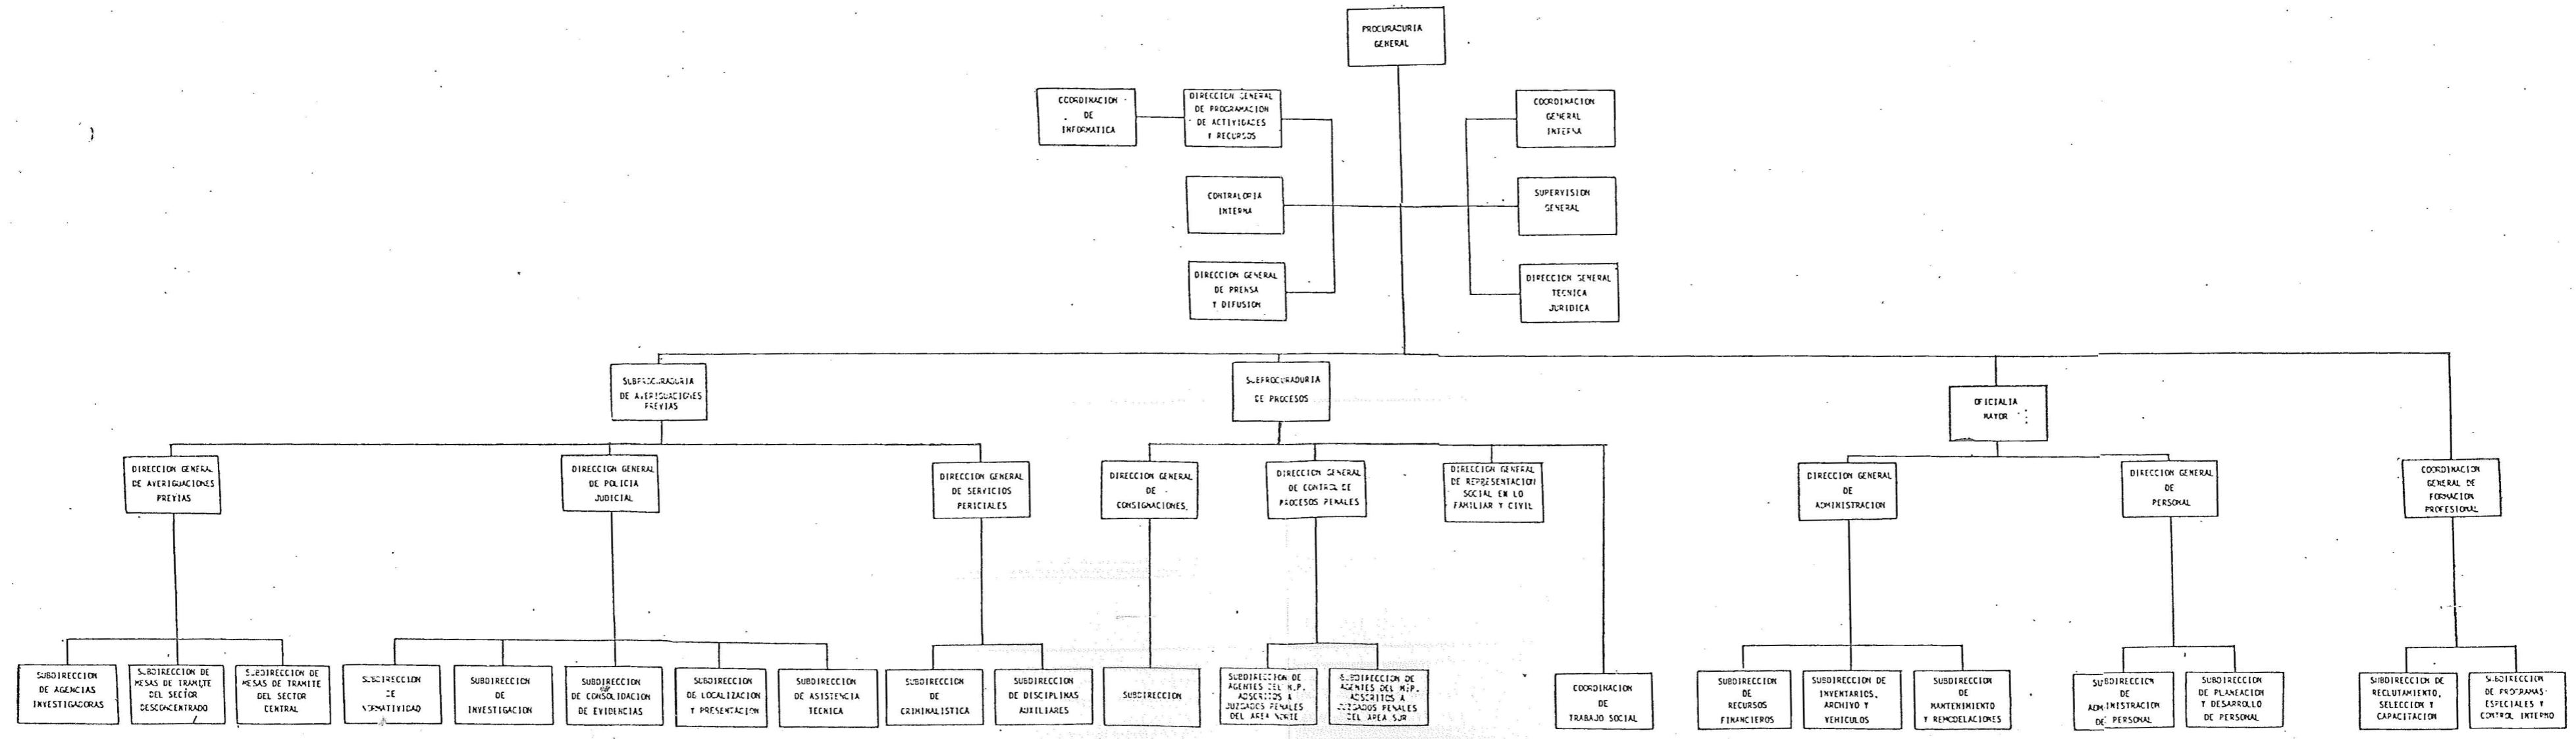 PROCURADURIA
GENERAL
COORDINACION
DE
INFORMATICA
DIRECCION GENERAL
DE PROGRAMACION
DE ACTIVIDADES
Y RECURSOS
COORDINACION
GENERAL
INTERNA
CONTRALORIA
INTERNA
SUPERVISION
GENERAL
DIRECCION GENERAL
DE PRENSA
Y DIFUSION
DIRECCION GENERAL
TECNICA
JURIDICA
SUBPROCURADURIA
DE AVERIGUACIONES
PREVIAS
SUBPROCURADURIA
DE PROCESOS
OFICIALIA
MAYOR
DIRECCION GENERAL
DE AVERIGUACIONES
PREVIAS
DIRECCION GENERAL
DE POLICIA
JUDICIAL
DIRECCION GENERAL
DE SERVICIOS
PERICIALES
DIRECCION GENERAL
DE
CONSIGNACIONES.
DIRECCION GENERAL
DE CONTROL DE
PROCESOS PENALES
DIRECCION GENERAL
DE REPRESENTACION
SOCIAL EN LO
FAMILIAR Y CIVIL
DIRECCION GENERAL
DE
ADMINISTRACION
DIRECCION GENERAL
DE
PERSONAL
COORDINACION
GENERAL DE
FORMACION
PROFESIONAL
SUBDIRECCION
DE AGENCIAS
INVESTIGADORAS
SUBDIRECCION DE
MESAS DE TRAMITE
DEL SECTOR
DESCONCENTRADO
SUBDIRECCION DE
MESAS DE TRAMITE
DEL SECTOR
CENTRAL
SUBDIRECCION
DE
NORMATIVIDAD
SUBDIRECCION
DE
INVESTIGACION
SUBDIRECCION
DE CONSOLIDACION
DE EVIDENCIAS
SUBDIRECCION
DE LOCALIZACION
Y PRESENTACION
SUBDIRECCION
DE ASISTENCIA
TECNICA
SUBDIRECCION
DE
CRIMINALISTICA
SUBDIRECCION
DE DISCIPLINAS
AUXILIARES
SUBDIRECCION
SUBDIRECCION DE
AGENTES DEL M.P.
ADSCRITOS A
JUZGADOS PENALES
DEL AREA NORTE
SUBDIRECCION DE
AGENTES DEL M.P.
ADSCRITOS A
JUZGADOS PENALES
DEL AREA SUR
COORDINACION
DE
TRABAJO SOCIAL
SUBDIRECCION
DE
RECURSOS
FINANCIEROS
SUBDIRECCION DE
INVENTARIOS,
ARCHIVO Y
VEHICULOS
SUBDIRECCION
DE
MANTENIMIENTO
Y REMODELACIONES
SUBDIRECCION
DE
ADMINISTRACION
DE PERSONAL
SUBDIRECCION
DE PLANEACION
Y DESARROLLO
DE PERSONAL
SUBDIRECCION DE
RECLUTAMIENTO,
SELECCION Y
CAPACITACION
SUBDIRECCION
DE PROGRAMAS
ESPECIALES Y
CONTROL INTERNO